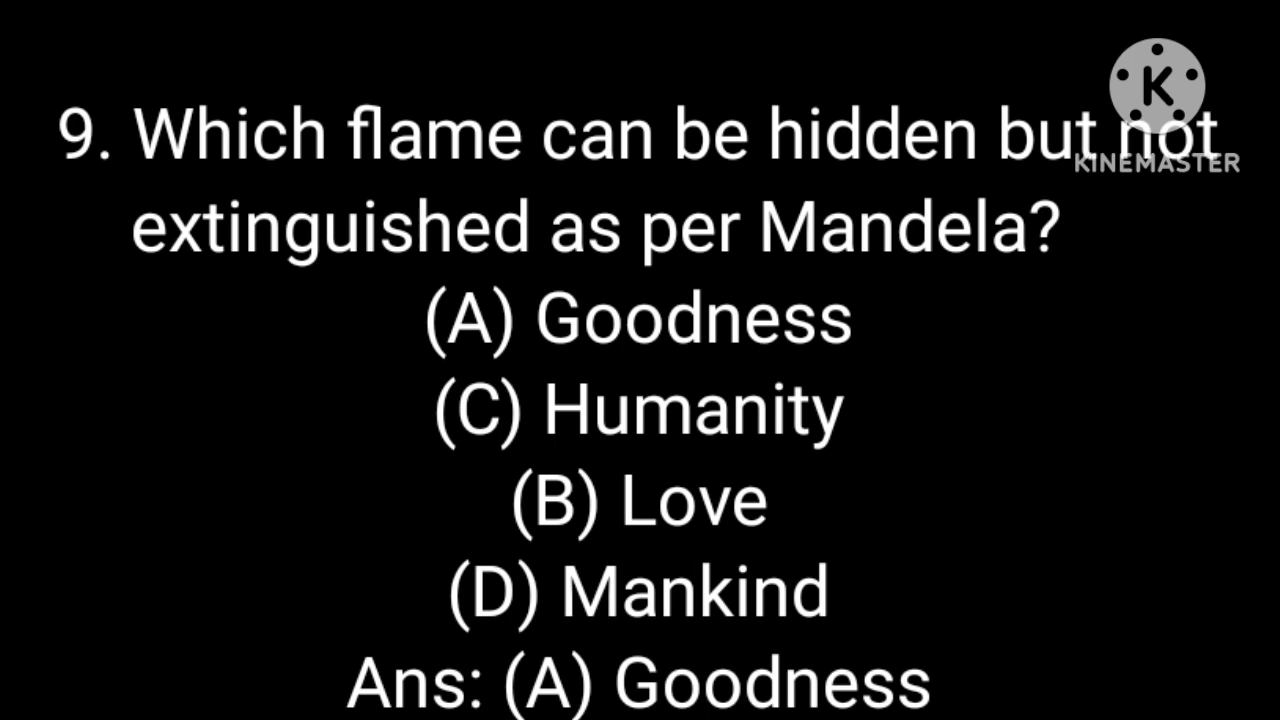 K
KINEMASTER
9. Which flame can be hidden but not
extinguished as per Mandela?
(A) Goodness
(C) Humanity
(B) Love
(D) Mankind
Ans: (A) Goodness